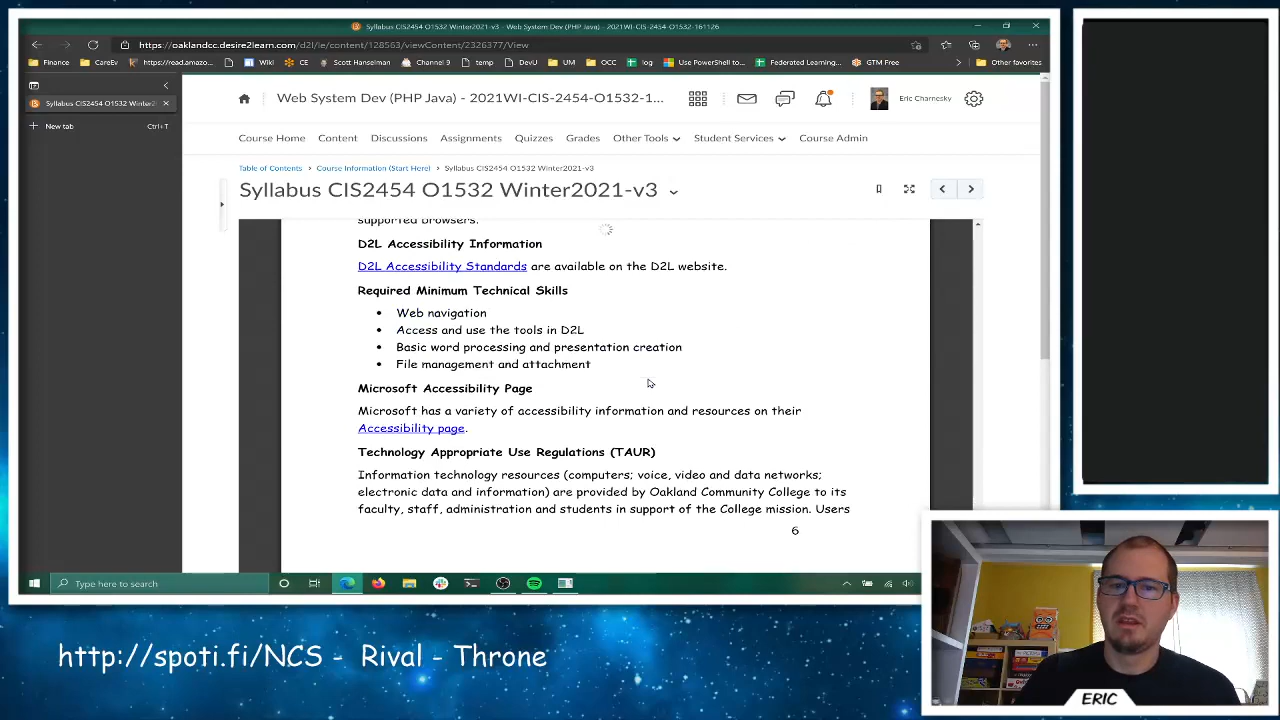 Syllabus CIS2454 O1532 Winter2021-v3 - Web System Dev (PHP Java) - 2021WI-CIS-2454-O1532-161126
https://oaklandcc.desire2learn.com/d2l/le/content/128563/viewContent/2326377/View
Finance CareEv https://read.amazo... Wiki CE Scott Hanselman Channel 9 temp DevU UM OCC log Use PowerShell to... Federated Learning... GTM Free Other favorites
Syllabus CIS2454 O1532 Winter2
New tab Ctrl+T
Web System Dev (PHP Java) - 2021WI-CIS-2454-O1532-1... Eric Charnesky
Course Home Content Discussions Assignments Quizzes Grades Other Tools Student Services Course Admin
Table of Contents > Course Information (Start Here) > Syllabus CIS2454 O1532 Winter2021-v3
Syllabus CIS2454 O1532 Winter2021-v3
supported browsers.
D2L Accessibility Information
D2L Accessibility Standards are available on the D2L website.
Required Minimum Technical Skills
• Web navigation
• Access and use the tools in D2L
• Basic word processing and presentation creation
• File management and attachment
Microsoft Accessibility Page
Microsoft has a variety of accessibility information and resources on their
Accessibility page.
Technology Appropriate Use Regulations (TAUR)
Information technology resources (computers; voice, video and data networks;
electronic data and information) are provided by Oakland Community College to its
faculty, staff, administration and students in support of the College mission. Users
6
Type here to search
http://spoti.fi/NCS - Rival - Throne
ERIC